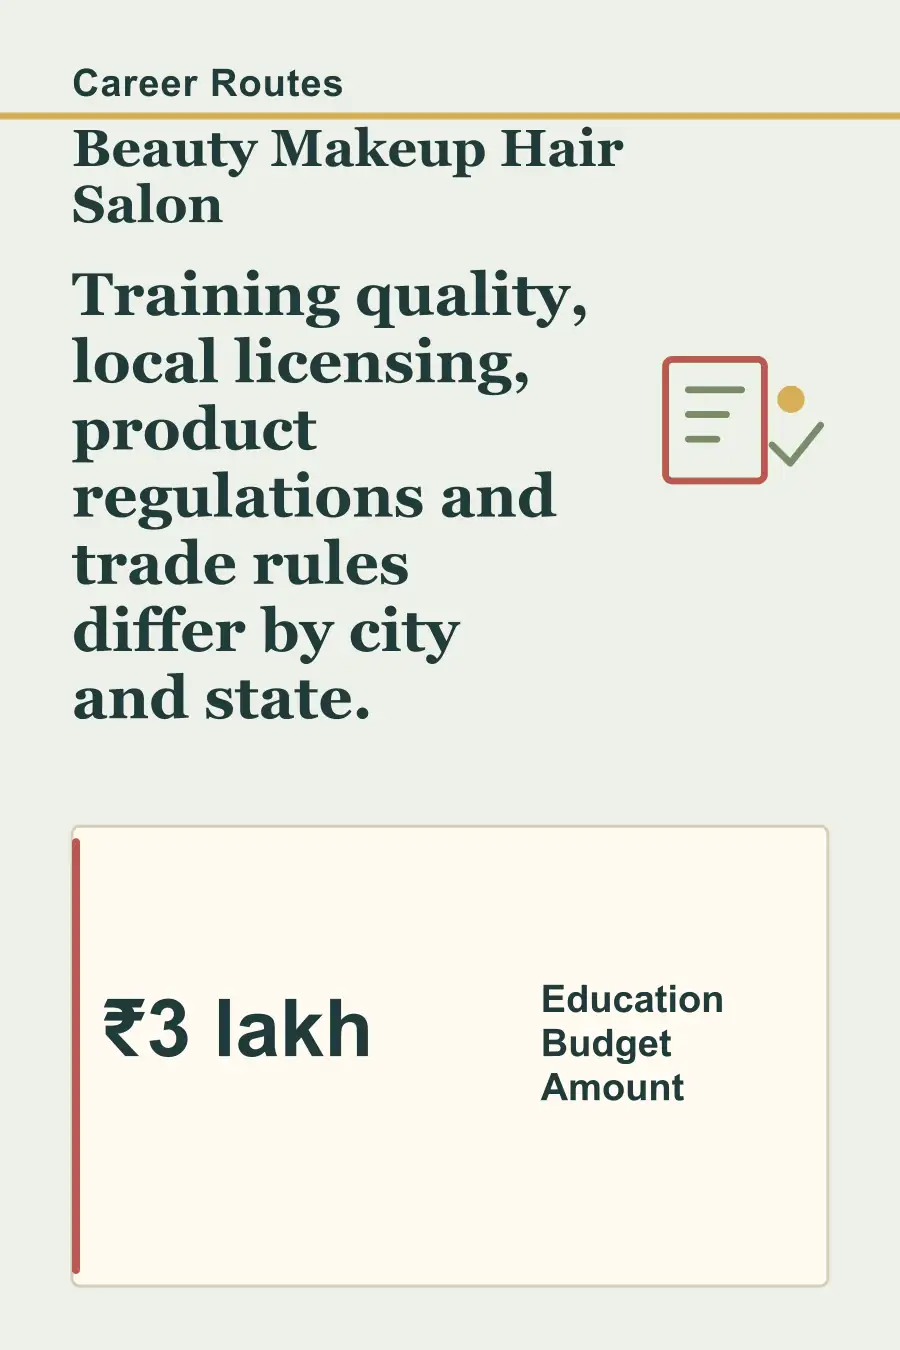 Career Routes
Beauty Makeup Hair
Salon
Training quality,
local licensing,
product
regulations and
trade rules
differ by city
and state.
₹3 lakh
Education
Budget
Amount